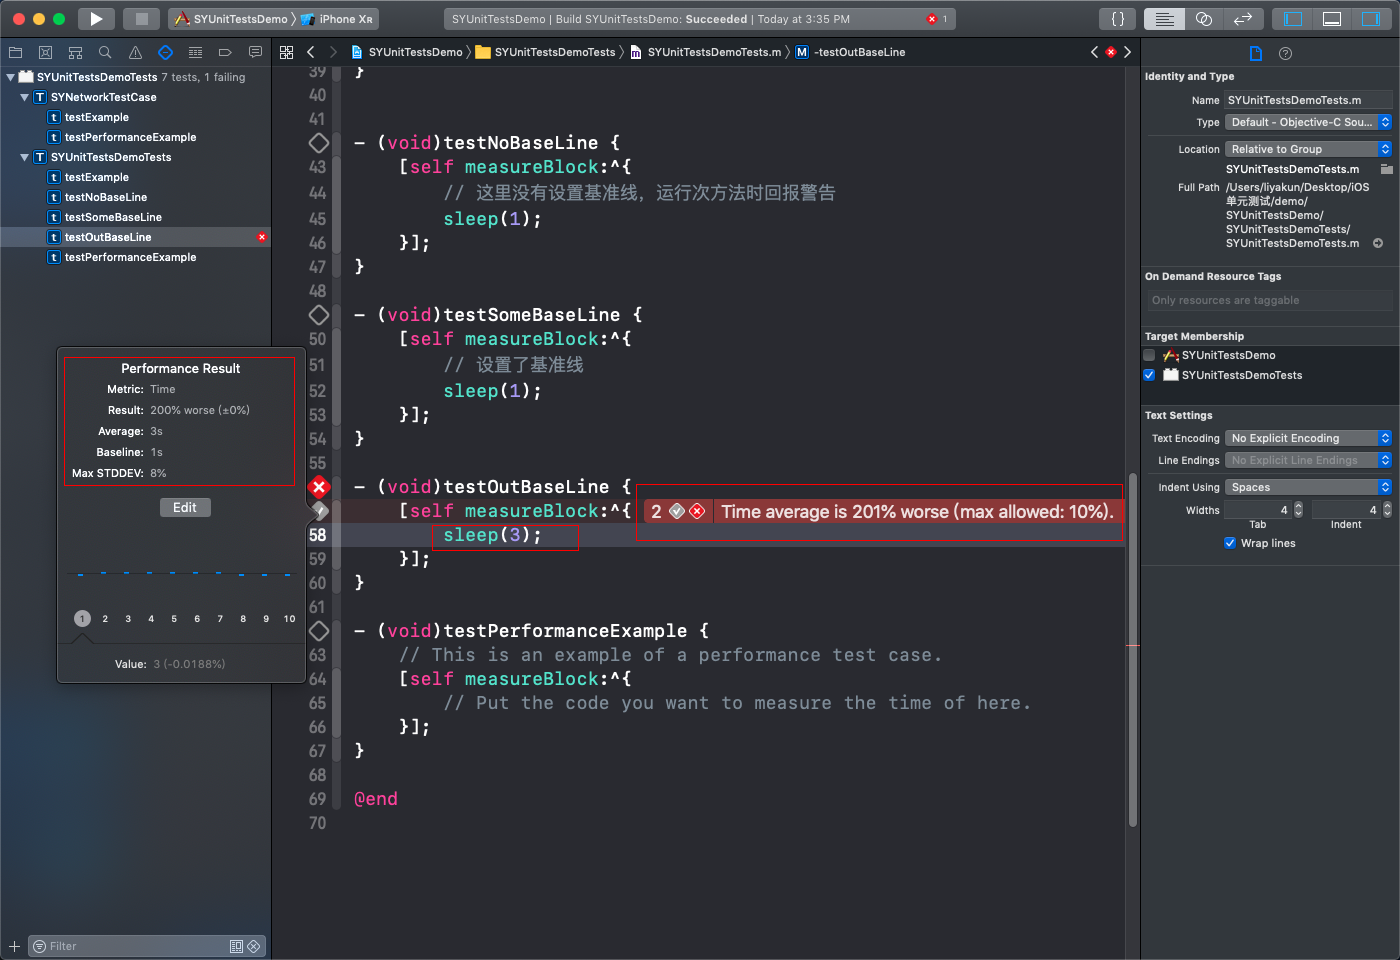 SYUnitTestsDemo 〉 iPhone XR
SYUnitTestsDemo | Build SYUnitTestsDemo: Succeeded | Today at 3:35 PM
1
{}
SYUnitTestsDemo 〉 SYUnitTestsDemoTests 〉 m SYUnitTestsDemoTests.m 〉 M -testOutBaseLine
SYUnitTestsDemoTests 7 tests, 1 failing
T SYNetworkTestCase
t testExample
t testPerformanceExample
T SYUnitTestsDemoTests
t testExample
t testNoBaseLine
t testSomeBaseLine
t testOutBaseLine
t testPerformanceExample
Performance Result
Metric: Time
Result: 200% worse (±0%)
Average: 3s
Baseline: 1s
Max STDDEV: 8%
Edit
1 2 3 4 5 6 7 8 9 10
Value: 3 (-0.0188%)
Filter
39 }
40
41
- (void)testNoBaseLine {
43 [self measureBlock:^{
44 // 这里没有设置基准线，运行次方法时回报警告
45 sleep(1);
46 }];
47 }
48
- (void)testSomeBaseLine {
50 [self measureBlock:^{
51 // 设置了基准线
52 sleep(1);
53 }];
54 }
55
- (void)testOutBaseLine {
[self measureBlock:^{ 2 Time average is 201% worse (max allowed: 10%).
58 sleep(3);
59 }];
60 }
61
- (void)testPerformanceExample {
63 // This is an example of a performance test case.
64 [self measureBlock:^{
65 // Put the code you want to measure the time of here.
66 }];
67 }
68
69 @end
70
Identity and Type
Name SYUnitTestsDemoTests.m
Type Default - Objective-C Sou...
Location Relative to Group
SYUnitTestsDemoTests.m
Full Path /Users/liyakun/Desktop/iOS
单元测试/demo/
SYUnitTestsDemo/
SYUnitTestsDemoTests/
SYUnitTestsDemoTests.m
On Demand Resource Tags
Only resources are taggable
Target Membership
SYUnitTestsDemo
SYUnitTestsDemoTests
Text Settings
Text Encoding No Explicit Encoding
Line Endings No Explicit Line Endings
Indent Using Spaces
Widths 4 4
Tab Indent
Wrap lines